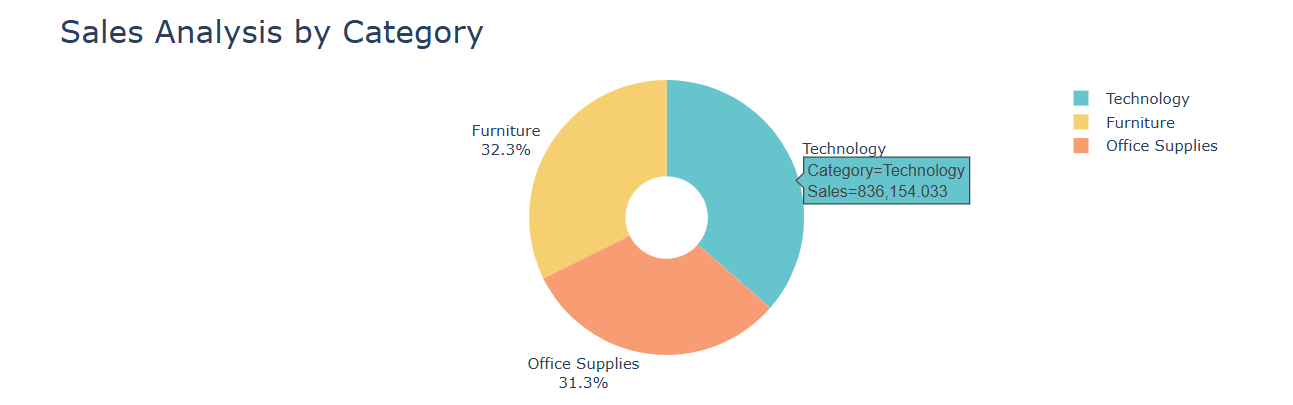 Sales Analysis by Category
Furniture
32.3%
Technology
Category=Technology
Sales=836,154.033
Office Supplies
31.3%
Technology
Furniture
Office Supplies